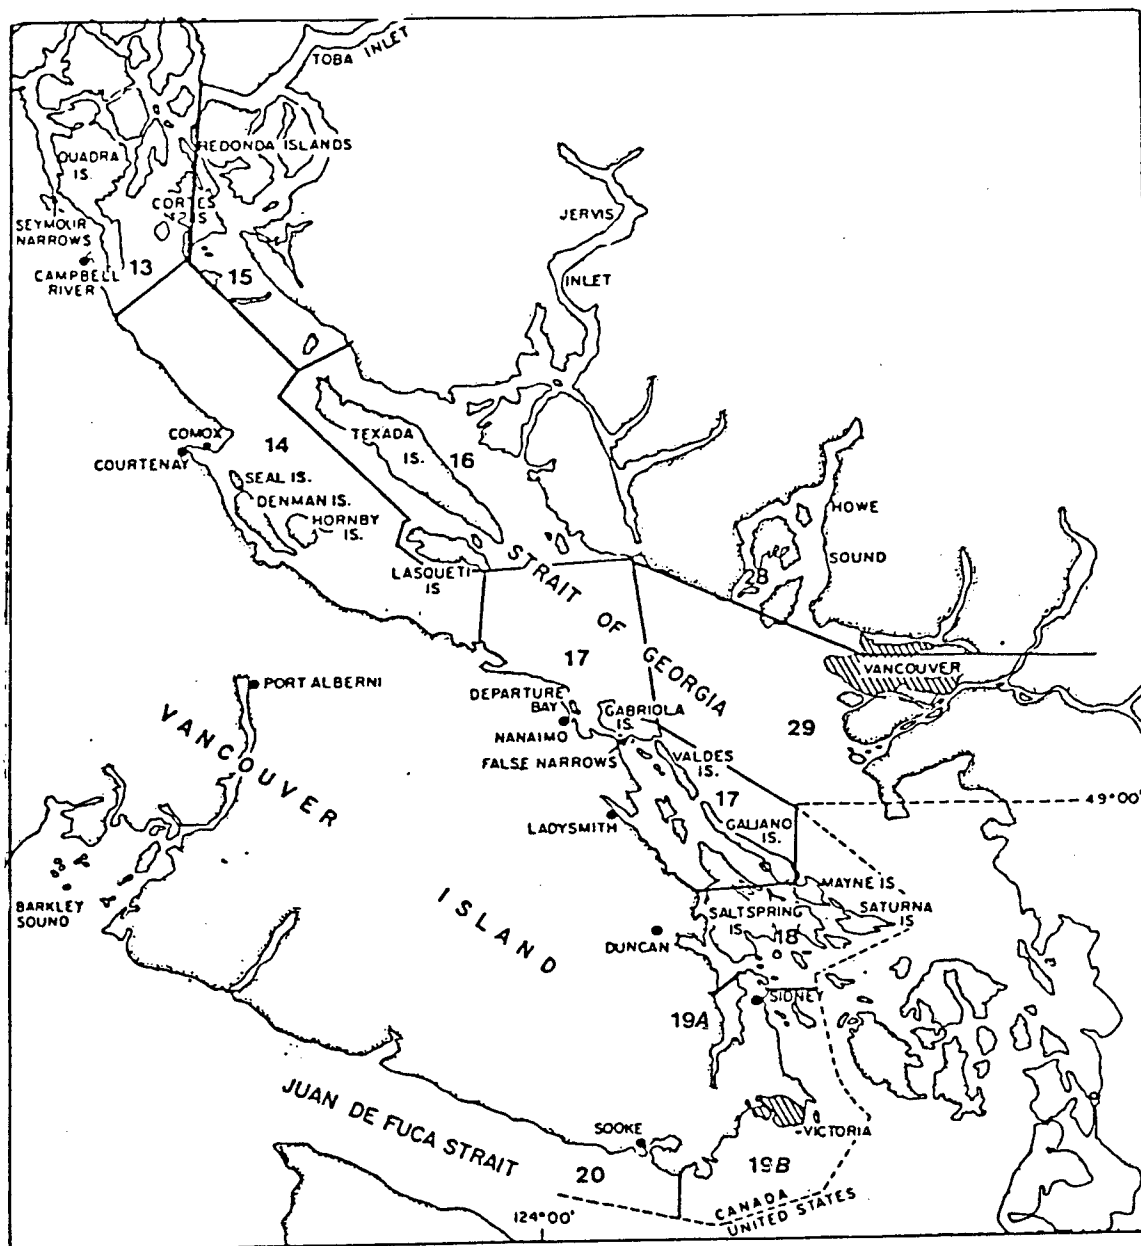 TOBA INLET
QUADRA
IS.
REDONDA ISLANDS
CORTES
IS
SEYMOUR
NARROWS
CAMPBELL
RIVER
13
15
JERVIS
INLET
COMOX
COURTENAY
14
TEXADA
IS.
16
SEAL IS.
DENMAN IS.
HORNBY
IS.
HOWE
SOUND
28
LASQUETI
IS
STRAIT OF GEORGIA
17
VANCOUVER
PORT ALBERNI
DEPARTURE
BAY
GABRIOLA
IS.
NANAIMO
29
FALSE NARROWS
VALDES
IS.
VANCOUVER ISLAND
17
49°00'
LADYSMITH
GALIANO
IS.
MAYNE IS
BARKLEY
SOUND
SALTSPRING
IS
SATURNA
IS
DUNCAN
18
SIDNEY
19A
JUAN DE FUCA STRAIT
SOOKE
VICTORIA
20
19B
CANADA
UNITED STATES
124°00'